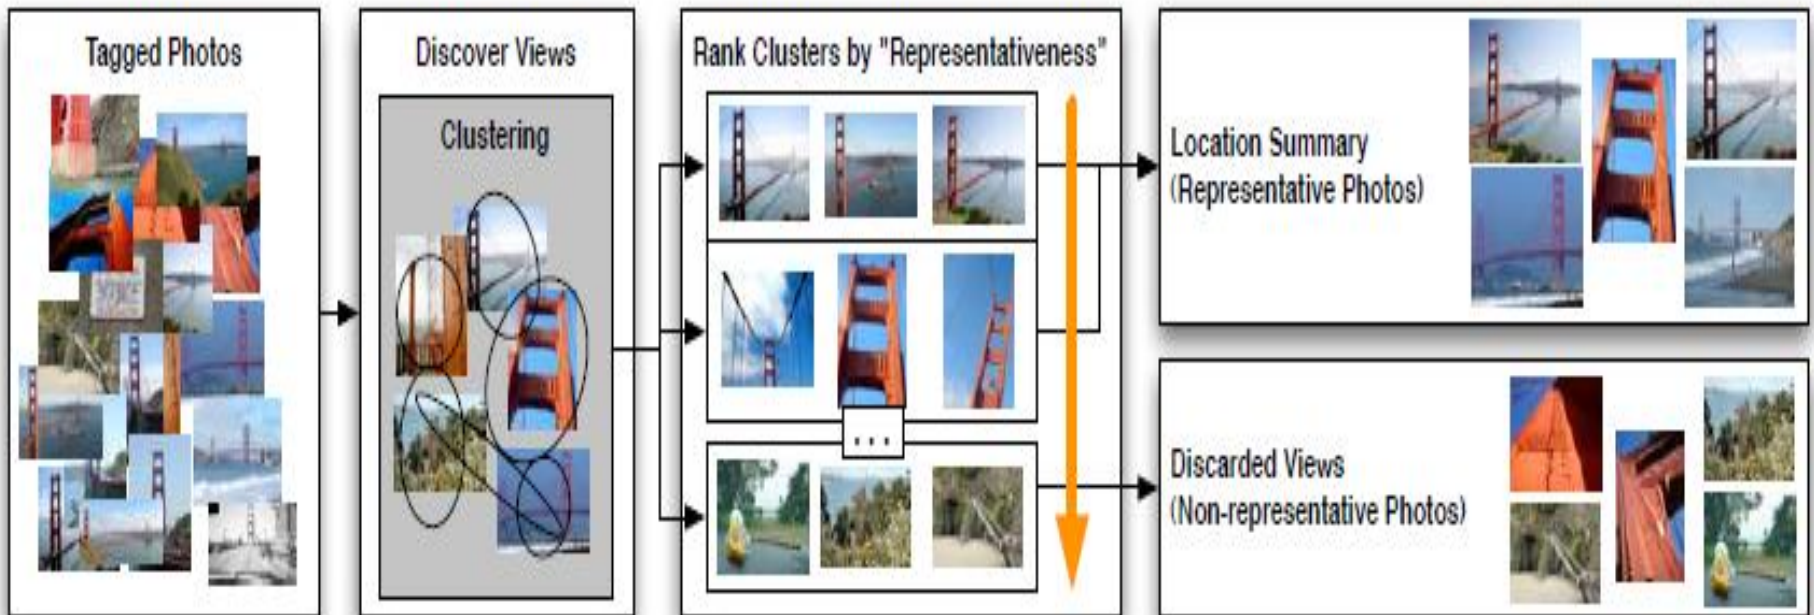 Tagged Photos
Discover Views
Clustering
Rank Clusters by "Representativeness"
. . .
Location Summary
(Representative Photos)
Discarded Views
(Non-representative Photos)